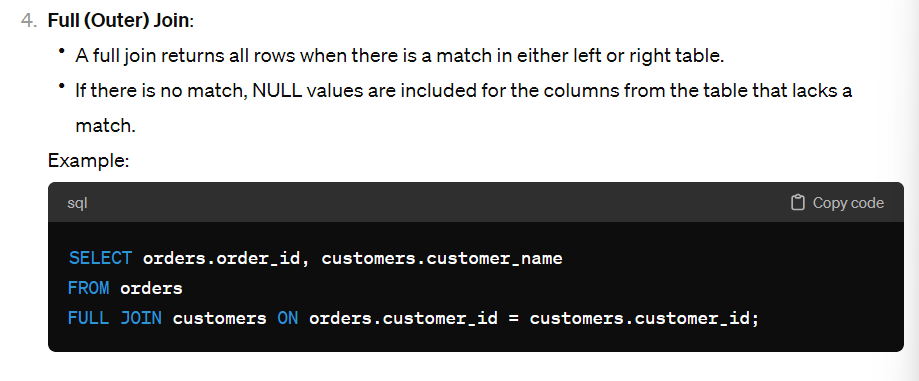 4. Full (Outer) Join:
• A full join returns all rows when there is a match in either left or right table.
• If there is no match, NULL values are included for the columns from the table that lacks a
match.
Example:
sql Copy code
SELECT orders.order_id, customers.customer_name
FROM orders
FULL JOIN customers ON orders.customer_id = customers.customer_id;